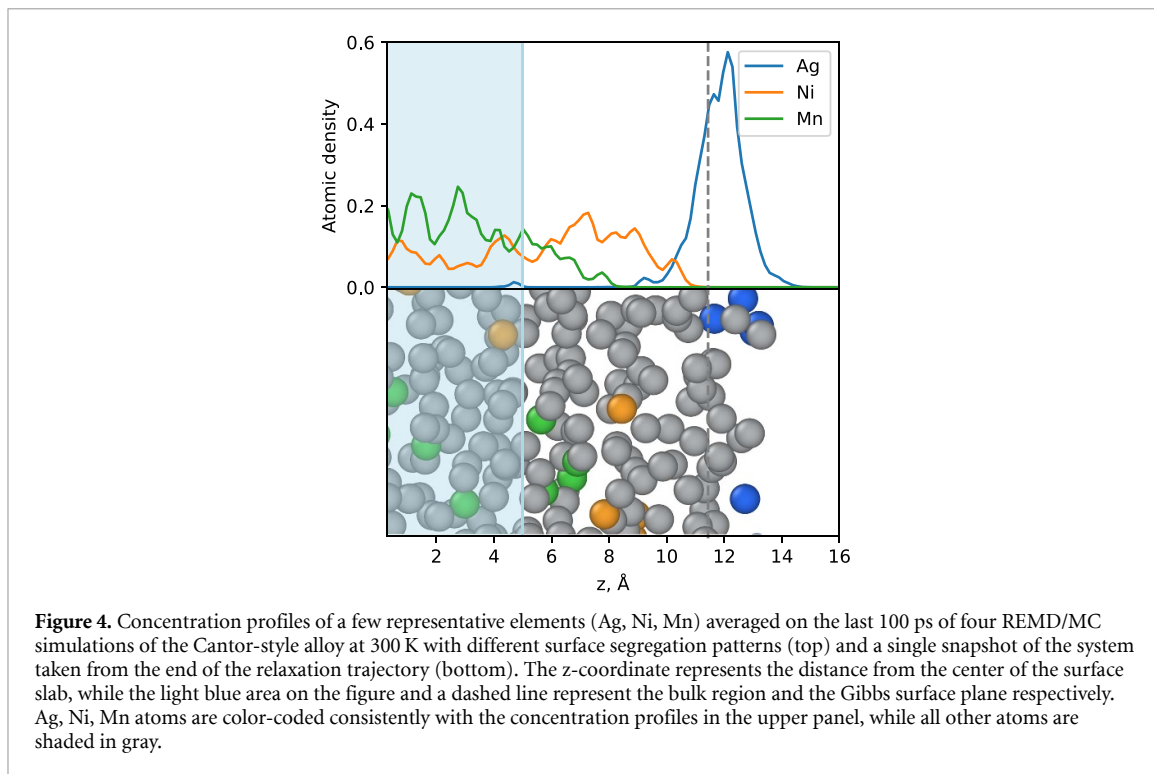 0.6
0.4
0.2
0.0
Atomic density
Ag
Ni
Mn
2 4 6 8 10 12 14 16
z, Å
Figure 4. Concentration profiles of a few representative elements (Ag, Ni, Mn) averaged on the last 100 ps of four REMD/MC
simulations of the Cantor-style alloy at 300 K with different surface segregation patterns (top) and a single snapshot of the system
taken from the end of the relaxation trajectory (bottom). The z-coordinate represents the distance from the center of the surface
slab, while the light blue area on the figure and a dashed line represent the bulk region and the Gibbs surface plane respectively.
Ag, Ni, Mn atoms are color-coded consistently with the concentration profiles in the upper panel, while all other atoms are
shaded in gray.